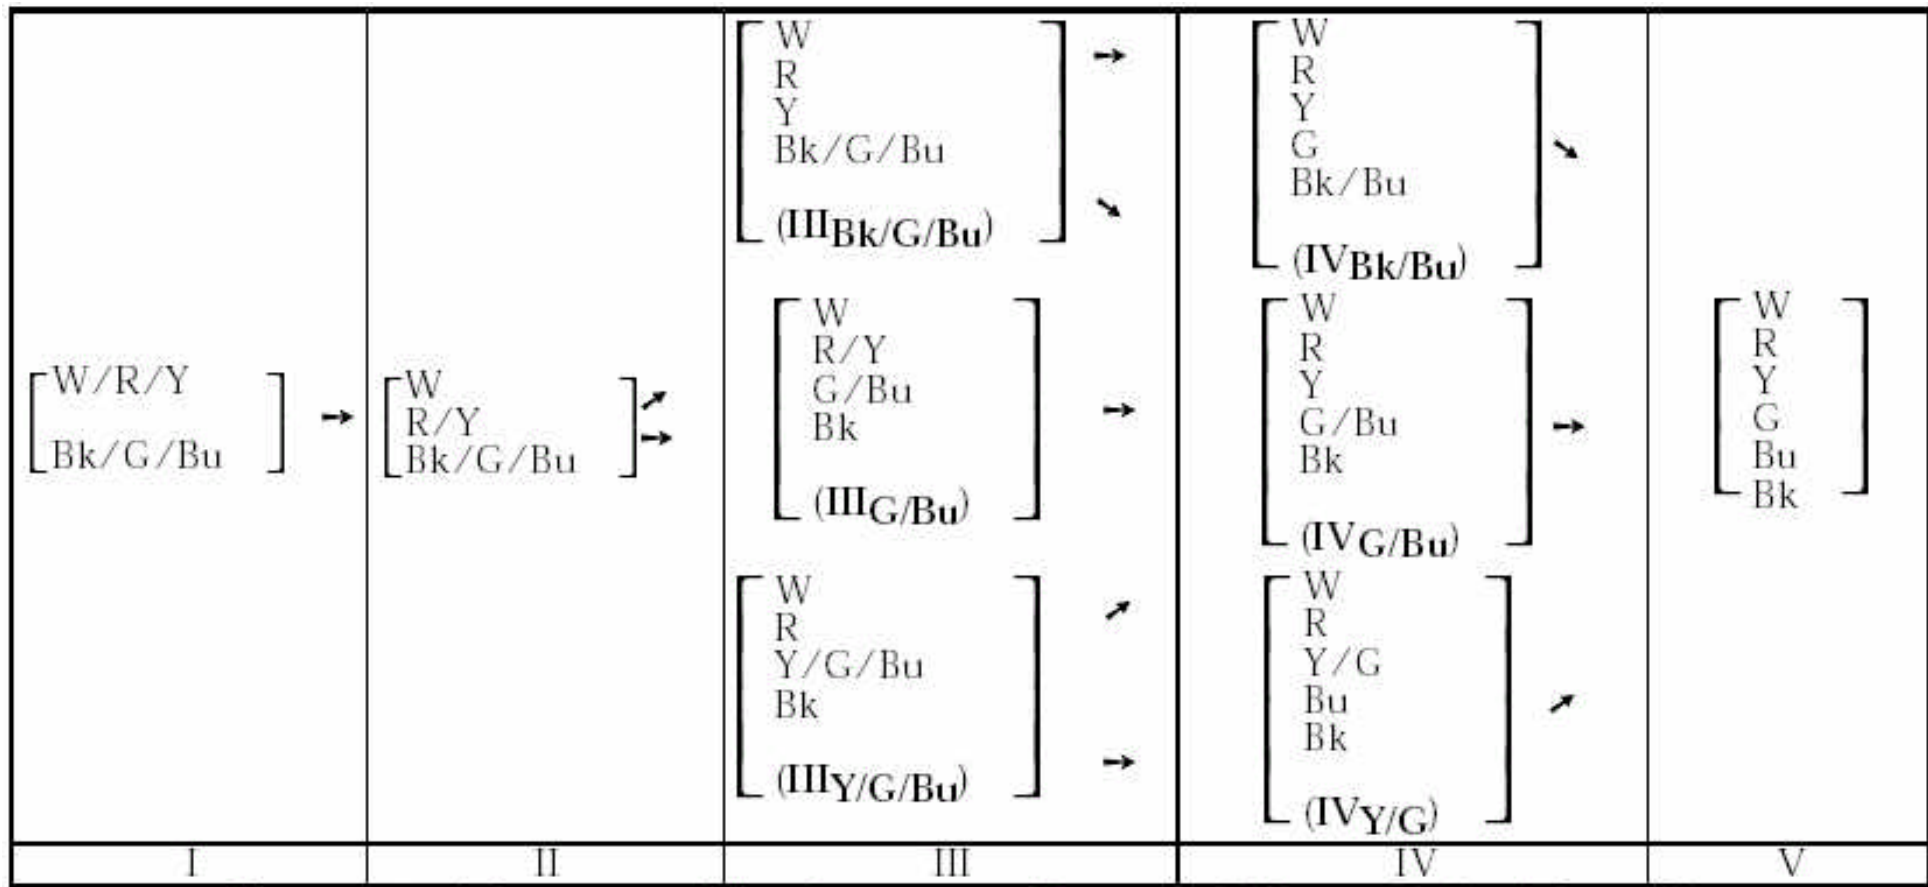 W/R/Y
Bk/G/Bu
W
R/Y
Bk/G/Bu
W
R
Y
Bk/G/Bu
(IIIBk/G/Bu)
W
R/Y
G/Bu
Bk
(IIIG/Bu)
W
R
Y/G/Bu
Bk
(IIIY/G/Bu)
W
R
Y
G
Bk/Bu
(IVBk/Bu)
W
R
Y
G/Bu
Bk
(IVG/Bu)
W
R
Y/G
Bu
Bk
(IVY/G)
W
R
Y
G
Bu
Bk
I II III IV V